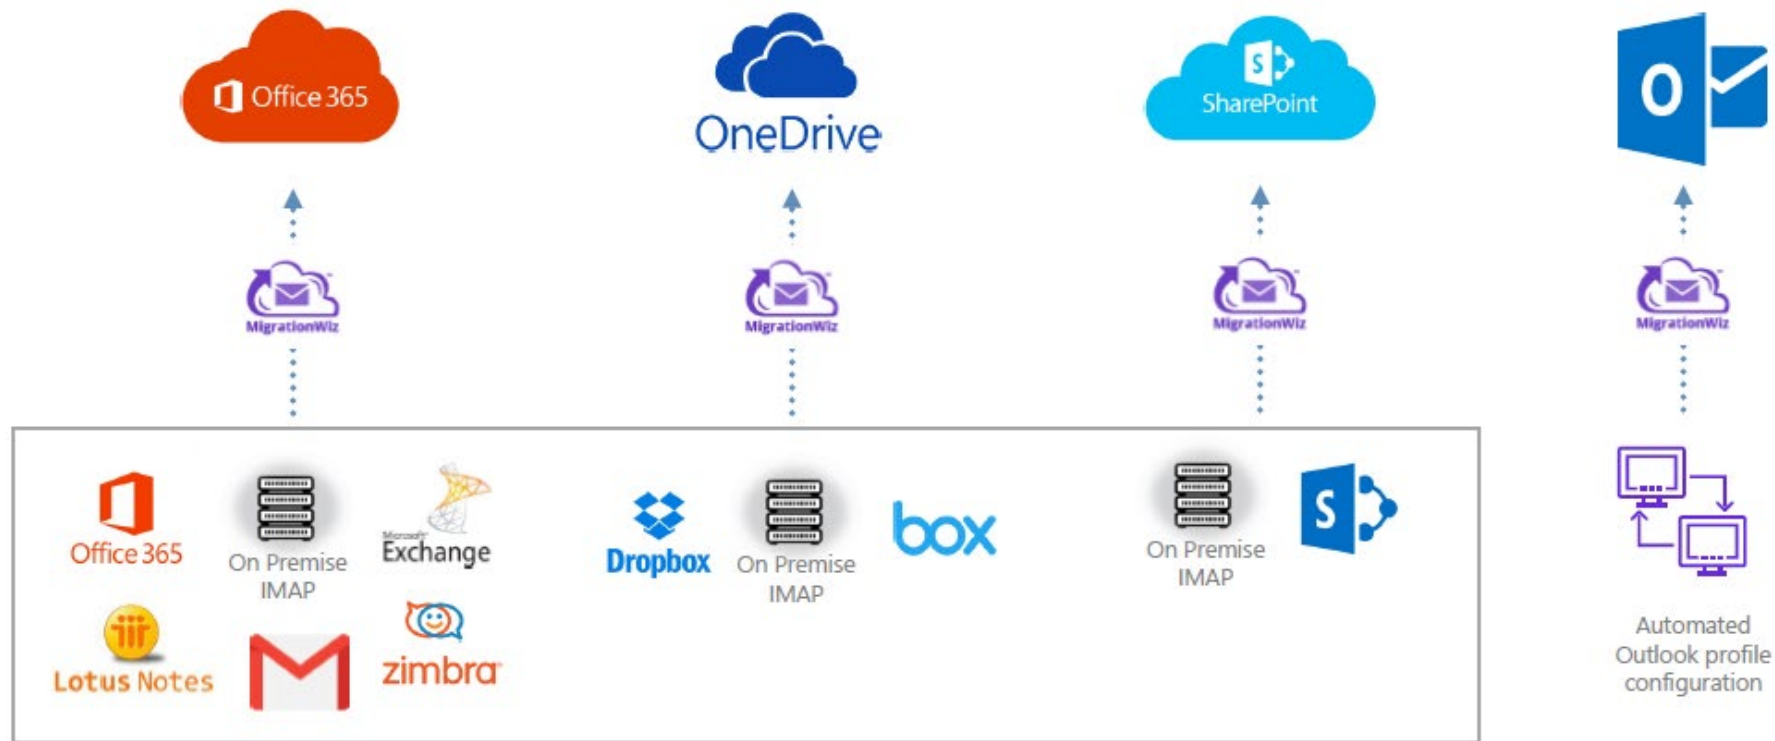 Office 365
OneDrive
SharePoint
MigrationWiz
MigrationWiz
MigrationWiz
MigrationWiz
Office 365
On Premise
IMAP
Microsoft
Exchange
Dropbox
On Premise
IMAP
box
On Premise
IMAP
Lotus Notes
zimbra
Automated
Outlook profile
configuration